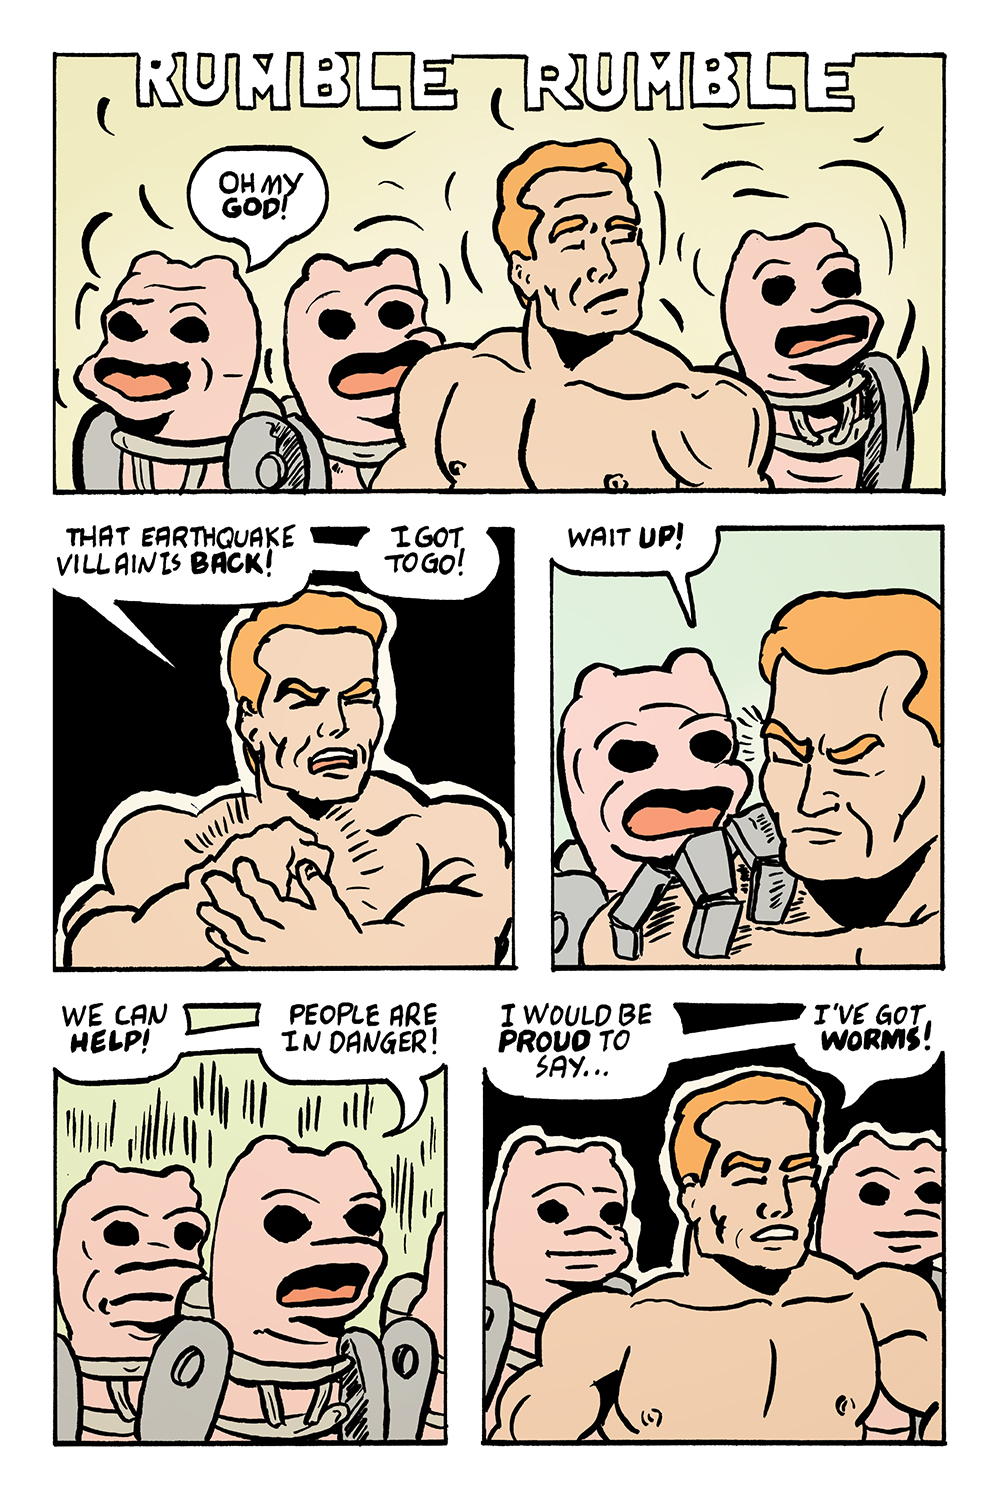 RUMBLE RUMBLE
OH MY
GOD!
THAT EARTHQUAKE
VILLAIN IS BACK!
I GOT
TO GO!
WAIT UP!
WE CAN
HELP!
PEOPLE ARE
IN DANGER!
I WOULD BE
PROUD TO
SAY...
I'VE GOT
WORMS!